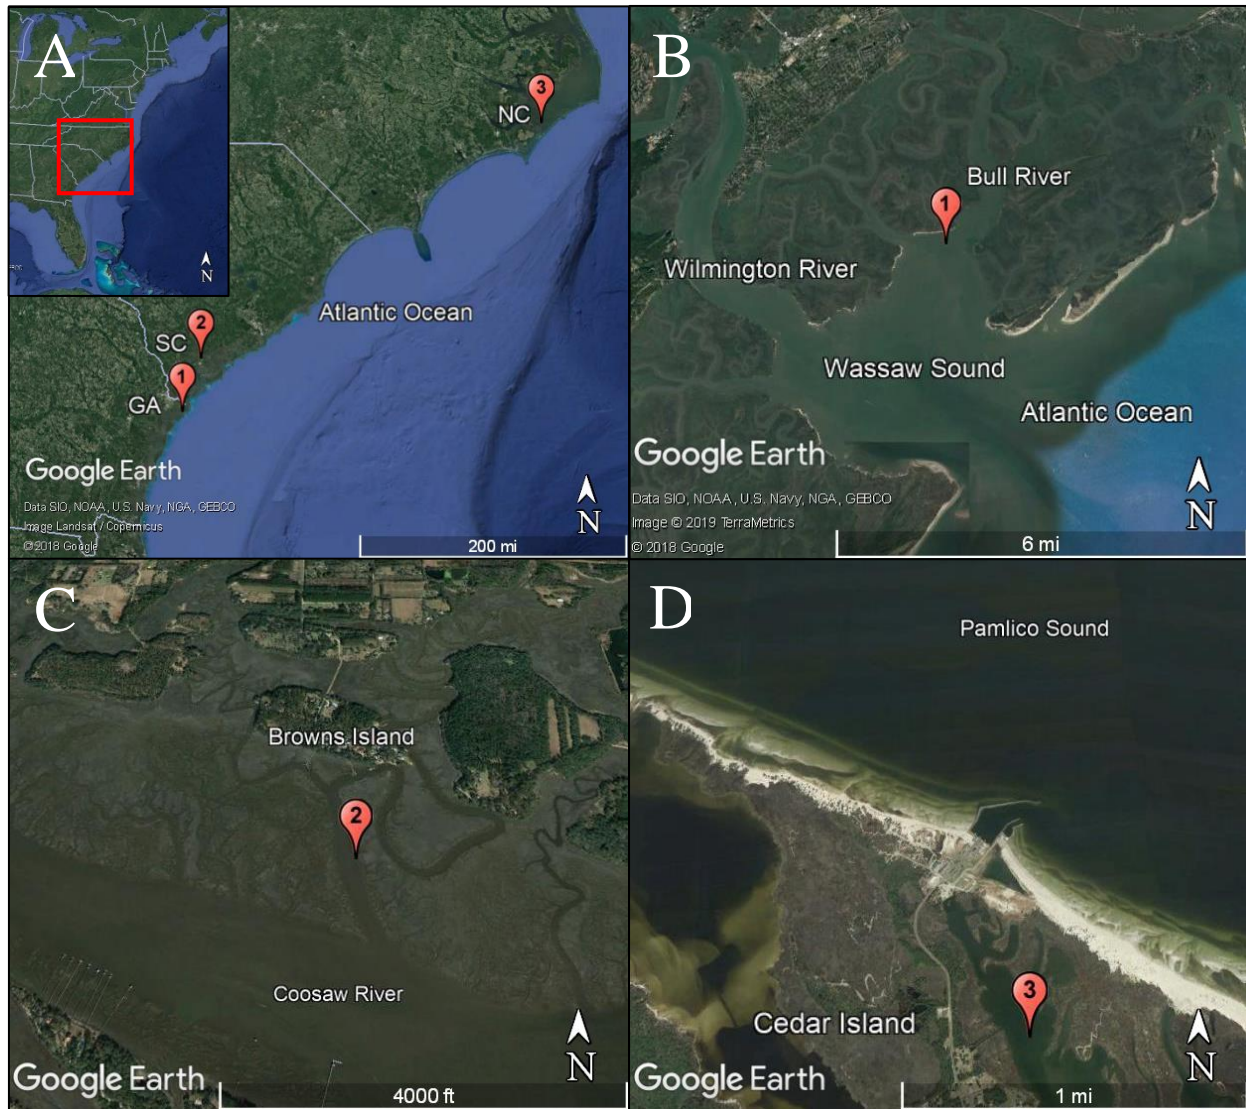 A
N
3
NC
Atlantic Ocean
2
SC
1
GA
Google Earth
Data SIO, NOAA, U.S. Navy, NGA, GEBCO
Image Landsat / Copernicus
© 2018 Google
N
200 mi
B
Bull River
1
Wilmington River
Wassaw Sound
Atlantic Ocean
Google Earth
Data SIO, NOAA, U.S. Navy, NGA, GEBCO
Image © 2019 TerraMetrics
© 2018 Google
N
6 mi
C
Browns Island
2
Coosaw River
Google Earth
N
4000 ft
D
Pamlico Sound
3
Cedar Island
Google Earth
N
1 mi